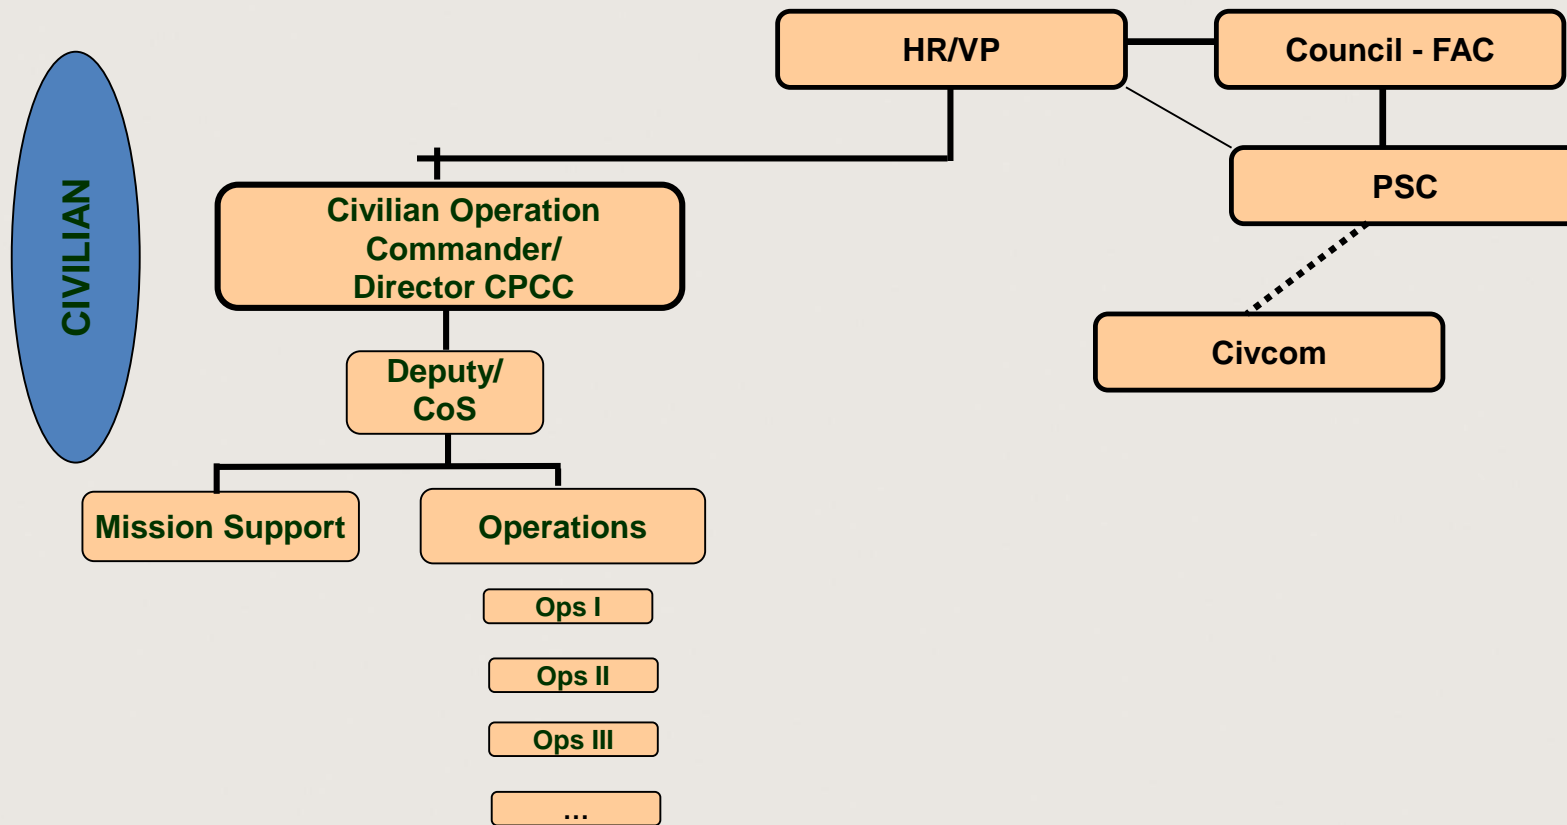 HR/VP
Council - FAC
CIVILIAN
Civilian Operation
Commander/
Director CPCC
PSC
Civcom
Deputy/
CoS
Mission Support
Operations
Ops I
Ops II
Ops III
…